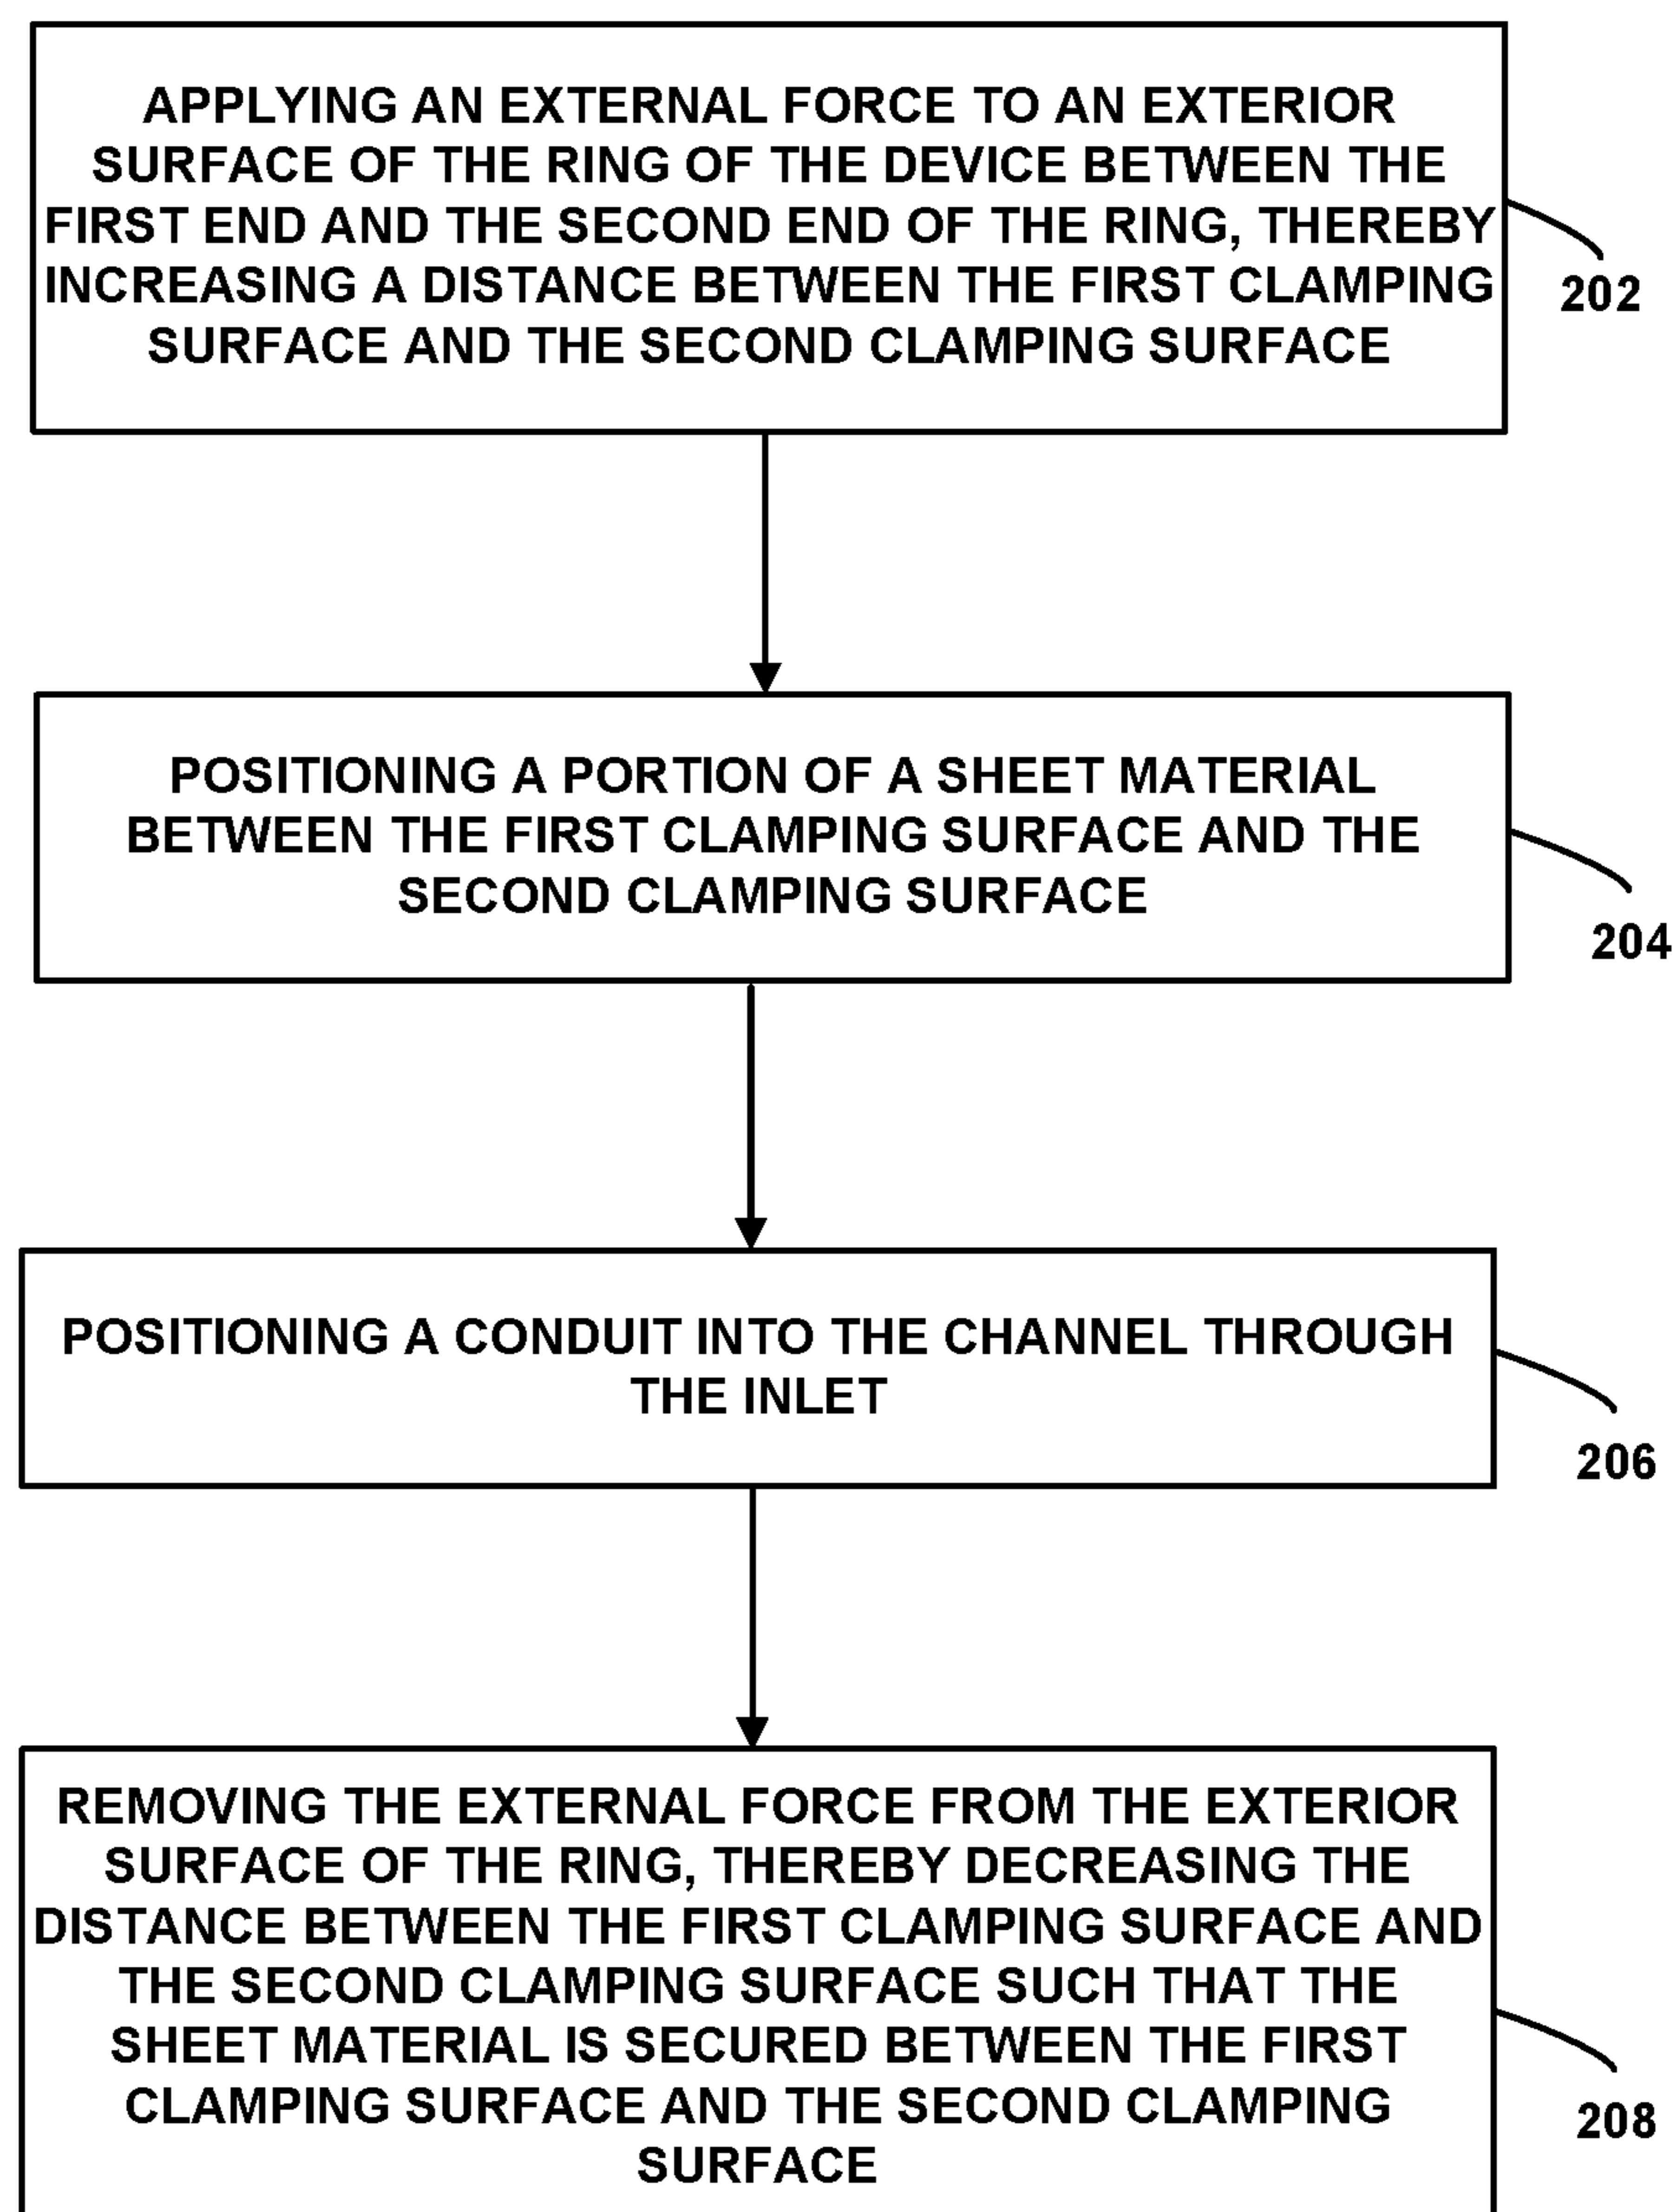 APPLYING AN EXTERNAL FORCE TO AN EXTERIOR
SURFACE OF THE RING OF THE DEVICE BETWEEN THE
FIRST END AND THE SECOND END OF THE RING, THEREBY
INCREASING A DISTANCE BETWEEN THE FIRST CLAMPING
SURFACE AND THE SECOND CLAMPING SURFACE
202
POSITIONING A PORTION OF A SHEET MATERIAL
BETWEEN THE FIRST CLAMPING SURFACE AND THE
SECOND CLAMPING SURFACE
204
POSITIONING A CONDUIT INTO THE CHANNEL THROUGH
THE INLET
206
REMOVING THE EXTERNAL FORCE FROM THE EXTERIOR
SURFACE OF THE RING, THEREBY DECREASING THE
DISTANCE BETWEEN THE FIRST CLAMPING SURFACE AND
THE SECOND CLAMPING SURFACE SUCH THAT THE
SHEET MATERIAL IS SECURED BETWEEN THE FIRST
CLAMPING SURFACE AND THE SECOND CLAMPING
SURFACE
208